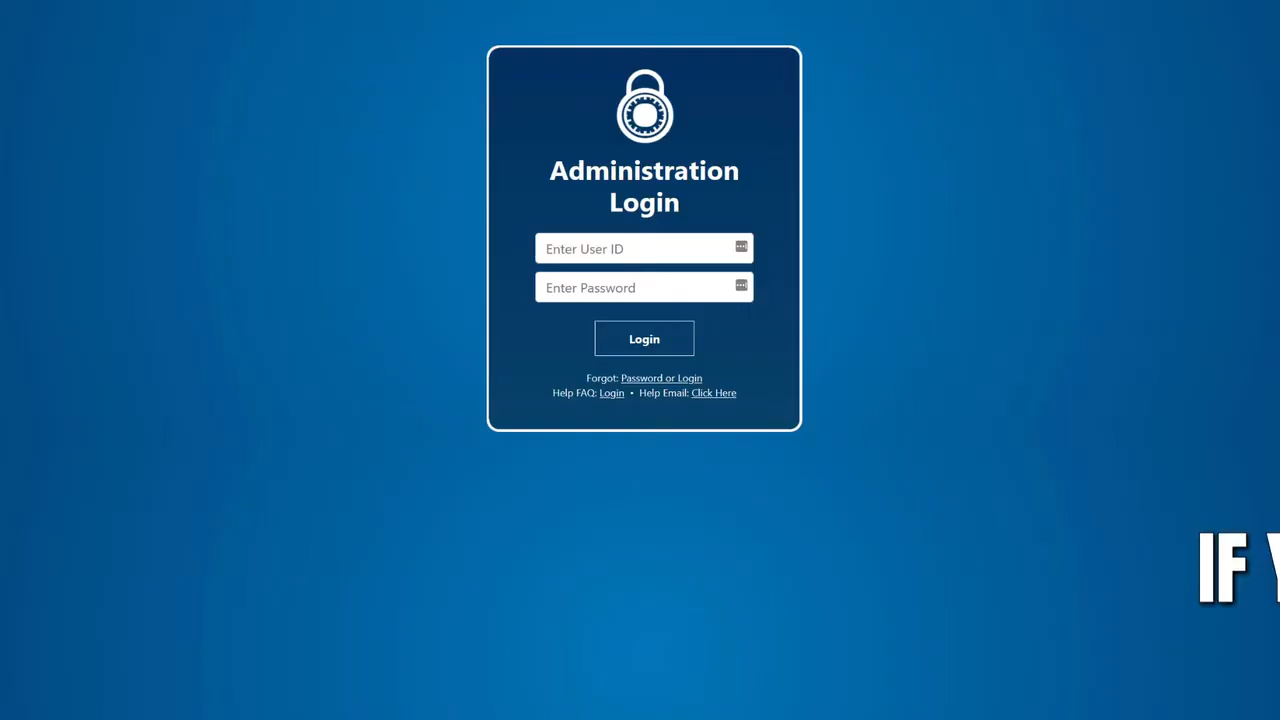 Administration
Login
Enter User ID
Enter Password
Login
Forgot: Password or Login
Help FAQ: Login • Help Email: Click Here
IF